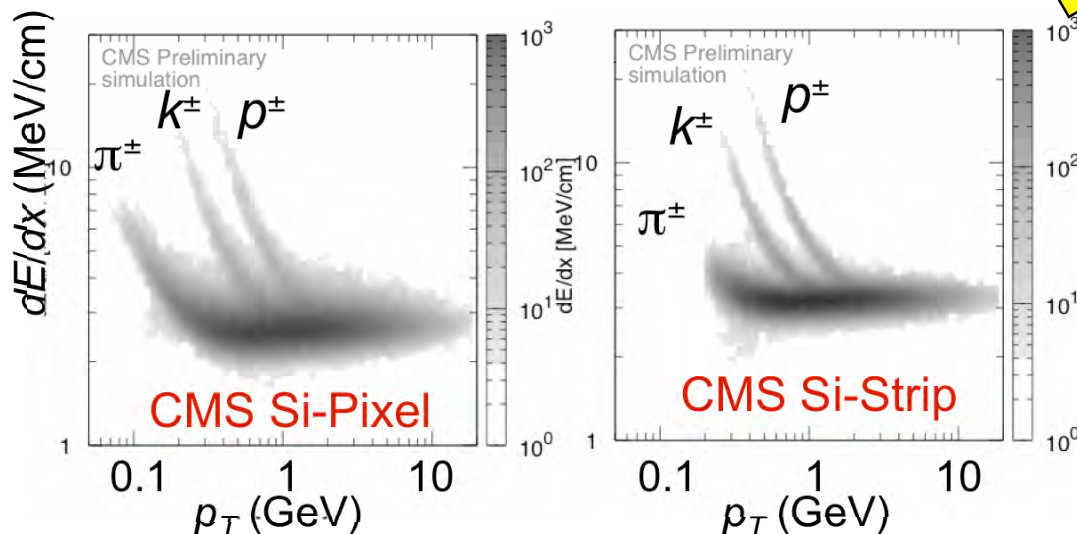 dE/dx (MeV/cm)
10
1
CMS Preliminary
simulation
π±
k±
p±
CMS Si-Pixel
0.1 1 10
p_T (GeV)
10³
10²
10¹
10⁰
dE/dx [MeV/cm]
10
1
CMS Preliminary
simulation
π±
k±
p±
CMS Si-Strip
0.1 1 10
p_T (GeV)
10³
10²
10¹
10⁰